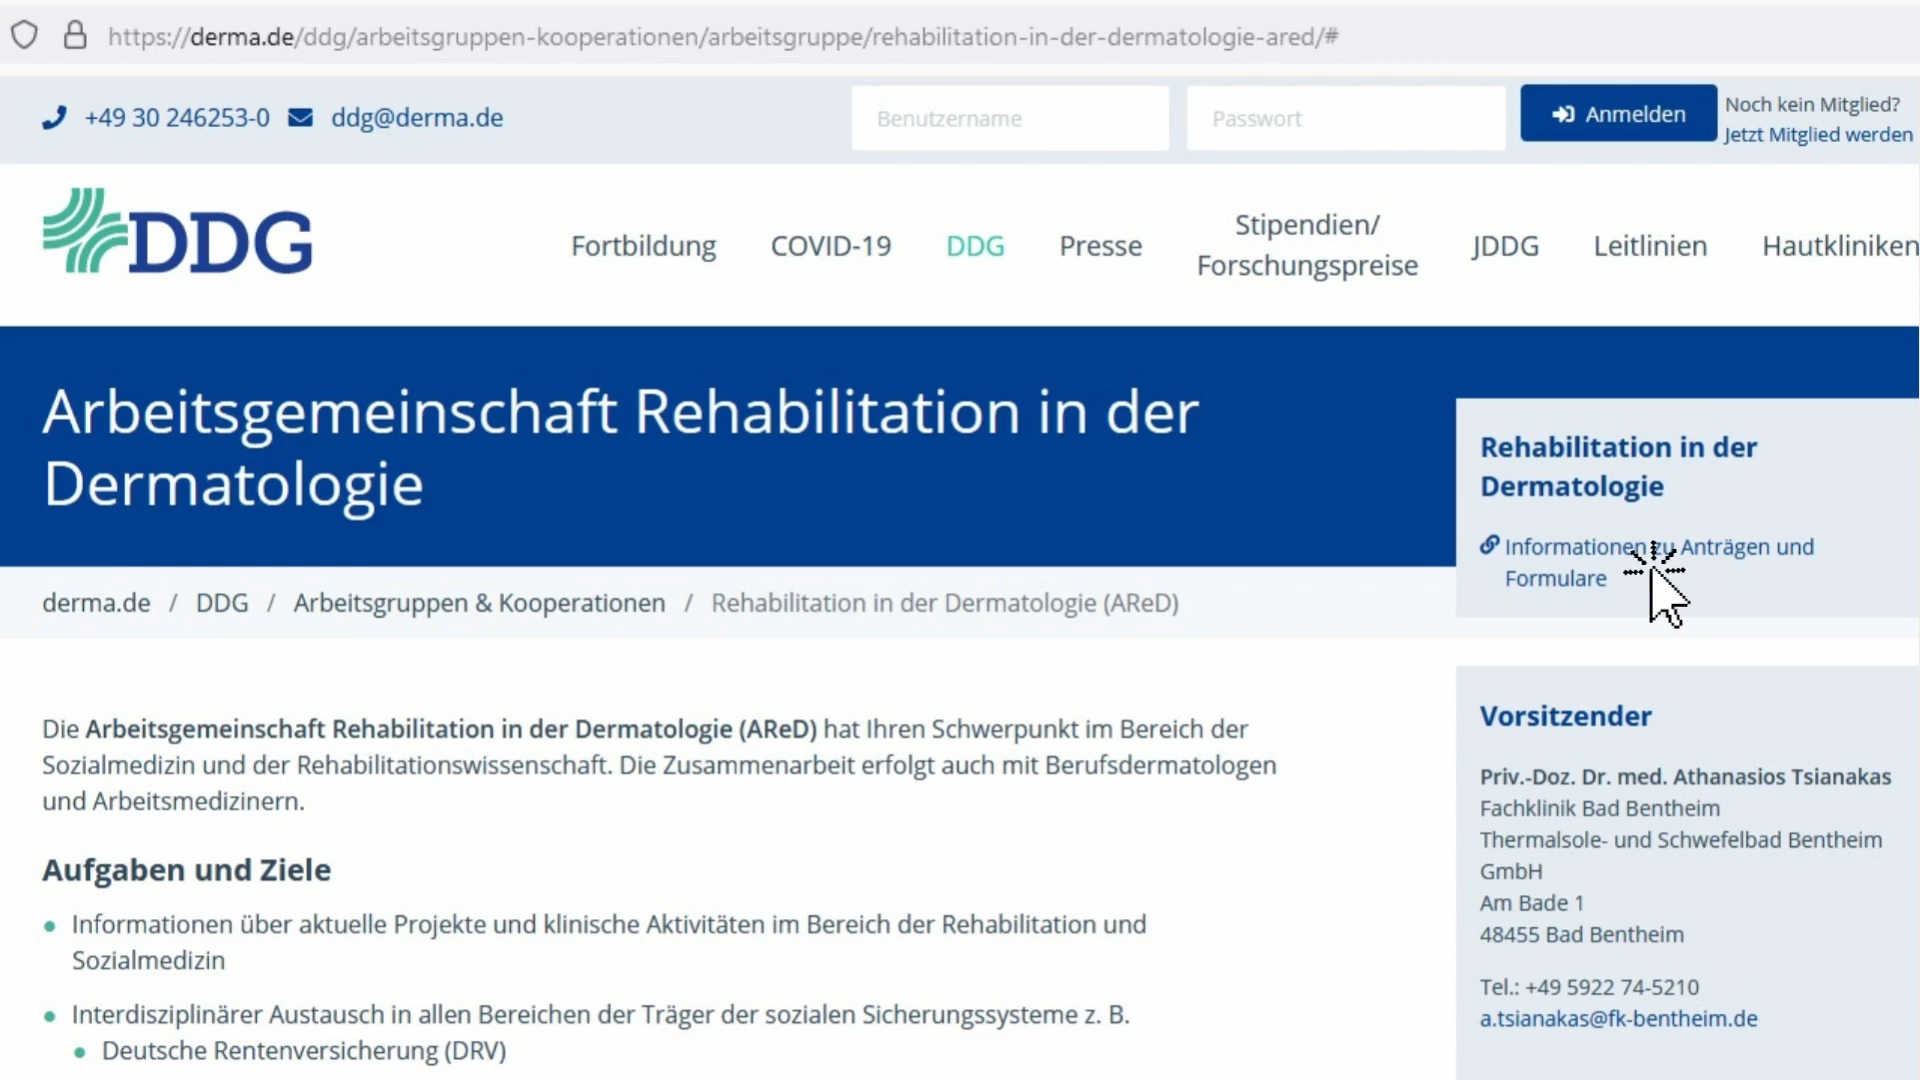 https://derma.de/ddg/arbeitsgruppen-kooperationen/arbeitsgruppe/rehabilitation-in-der-dermatologie-ared/#
+49 30 246253-0 ddg@derma.de
Benutzername
Passwort
Anmelden
Noch kein Mitglied?
Jetzt Mitglied werden
DDG
Fortbildung
COVID-19
DDG
Presse
Stipendien/
Forschungspreise
JDDG
Leitlinien
Hautkliniken
Arbeitsgemeinschaft Rehabilitation in der
Dermatologie
Rehabilitation in der
Dermatologie
Informationen zu Anträgen und
Formulare
derma.de / DDG / Arbeitsgruppen & Kooperationen / Rehabilitation in der Dermatologie (AReD)
Die Arbeitsgemeinschaft Rehabilitation in der Dermatologie (AReD) hat Ihren Schwerpunkt im Bereich der
Sozialmedizin und der Rehabilitationswissenschaft. Die Zusammenarbeit erfolgt auch mit Berufsdermatologen
und Arbeitsmedizinern.
Aufgaben und Ziele
Informationen über aktuelle Projekte und klinische Aktivitäten im Bereich der Rehabilitation und
Sozialmedizin
Interdisziplinärer Austausch in allen Bereichen der Träger der sozialen Sicherungssysteme z. B.
Deutsche Rentenversicherung (DRV)
Vorsitzender
Priv.-Doz. Dr. med. Athanasios Tsianakas
Fachklinik Bad Bentheim
Thermalsole- und Schwefelbad Bentheim
GmbH
Am Bade 1
48455 Bad Bentheim
Tel.: +49 5922 74-5210
a.tsianakas@fk-bentheim.de